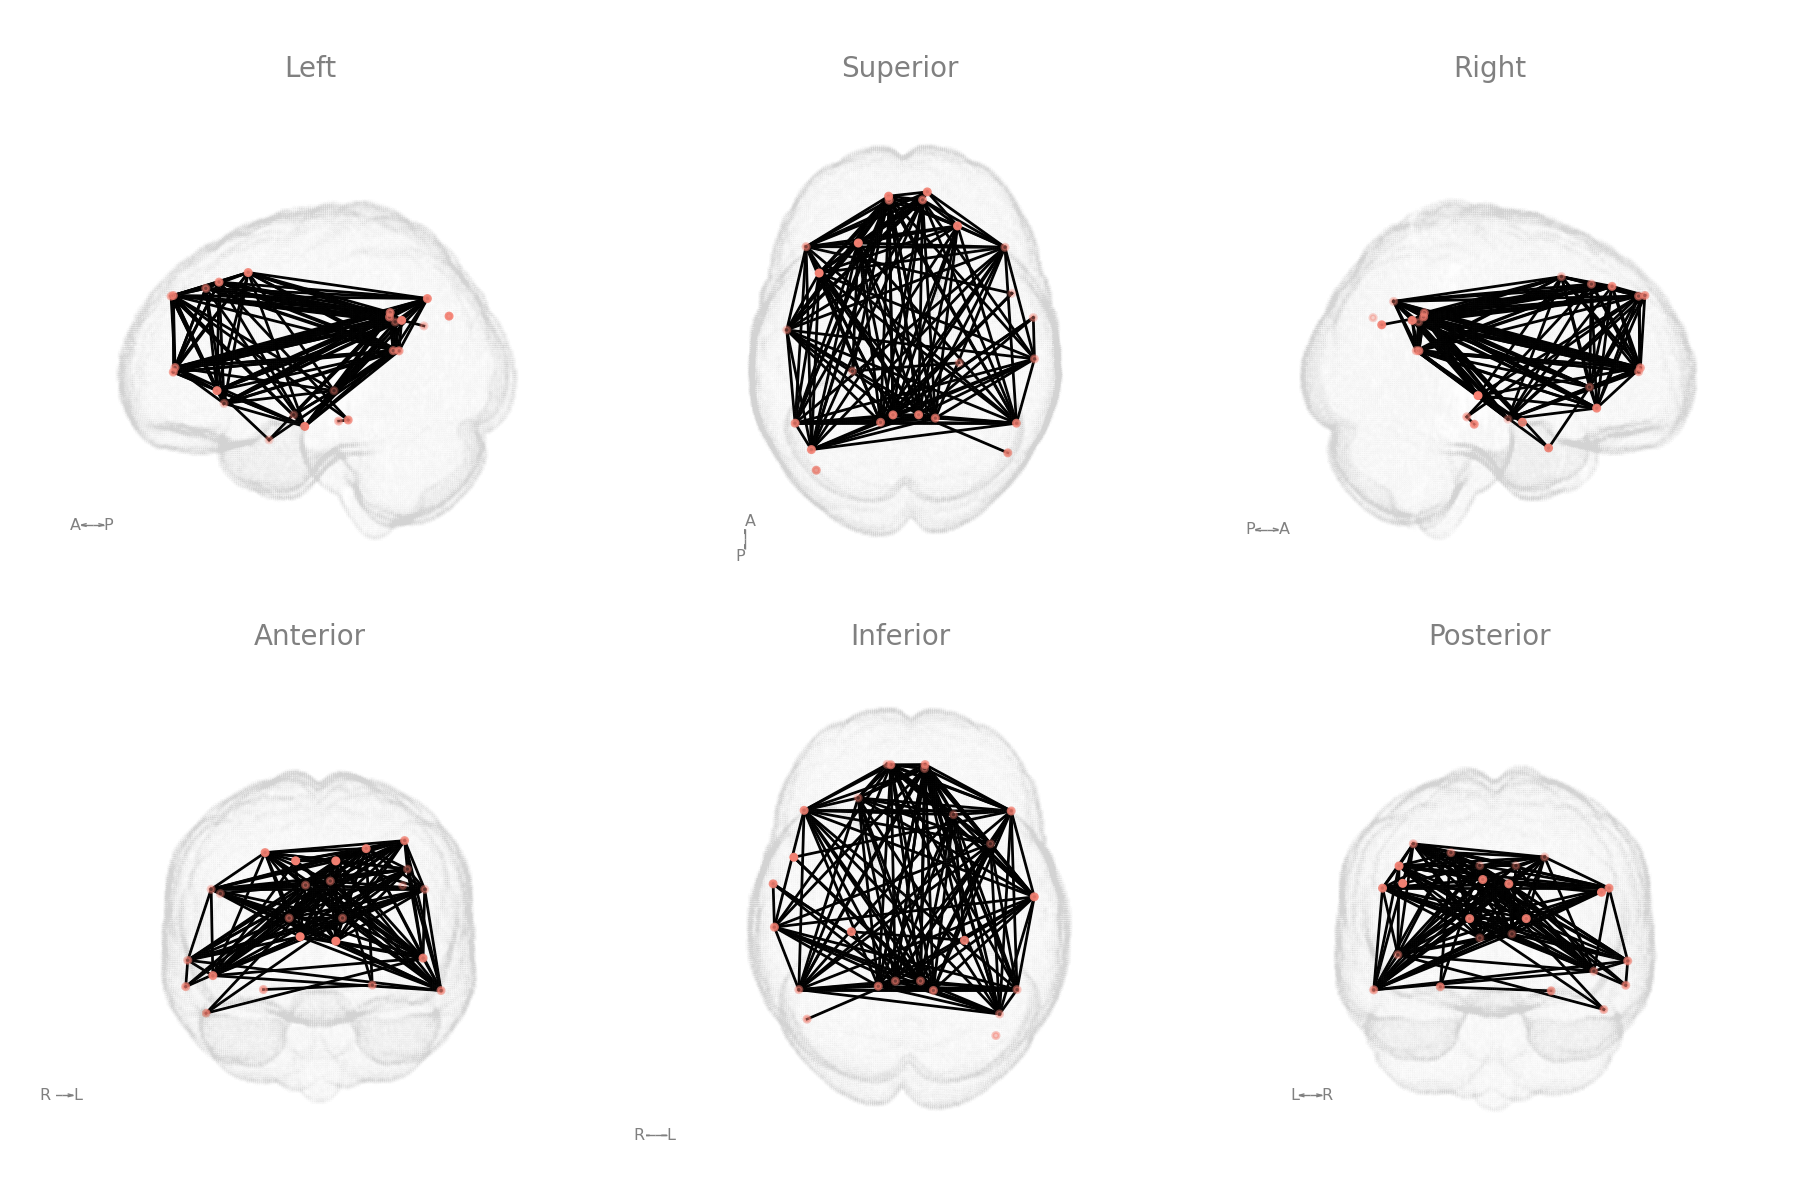 Left
Superior
Right
A
P
A
P
P
A
Anterior
Inferior
Posterior
R
L
R
L
L
R